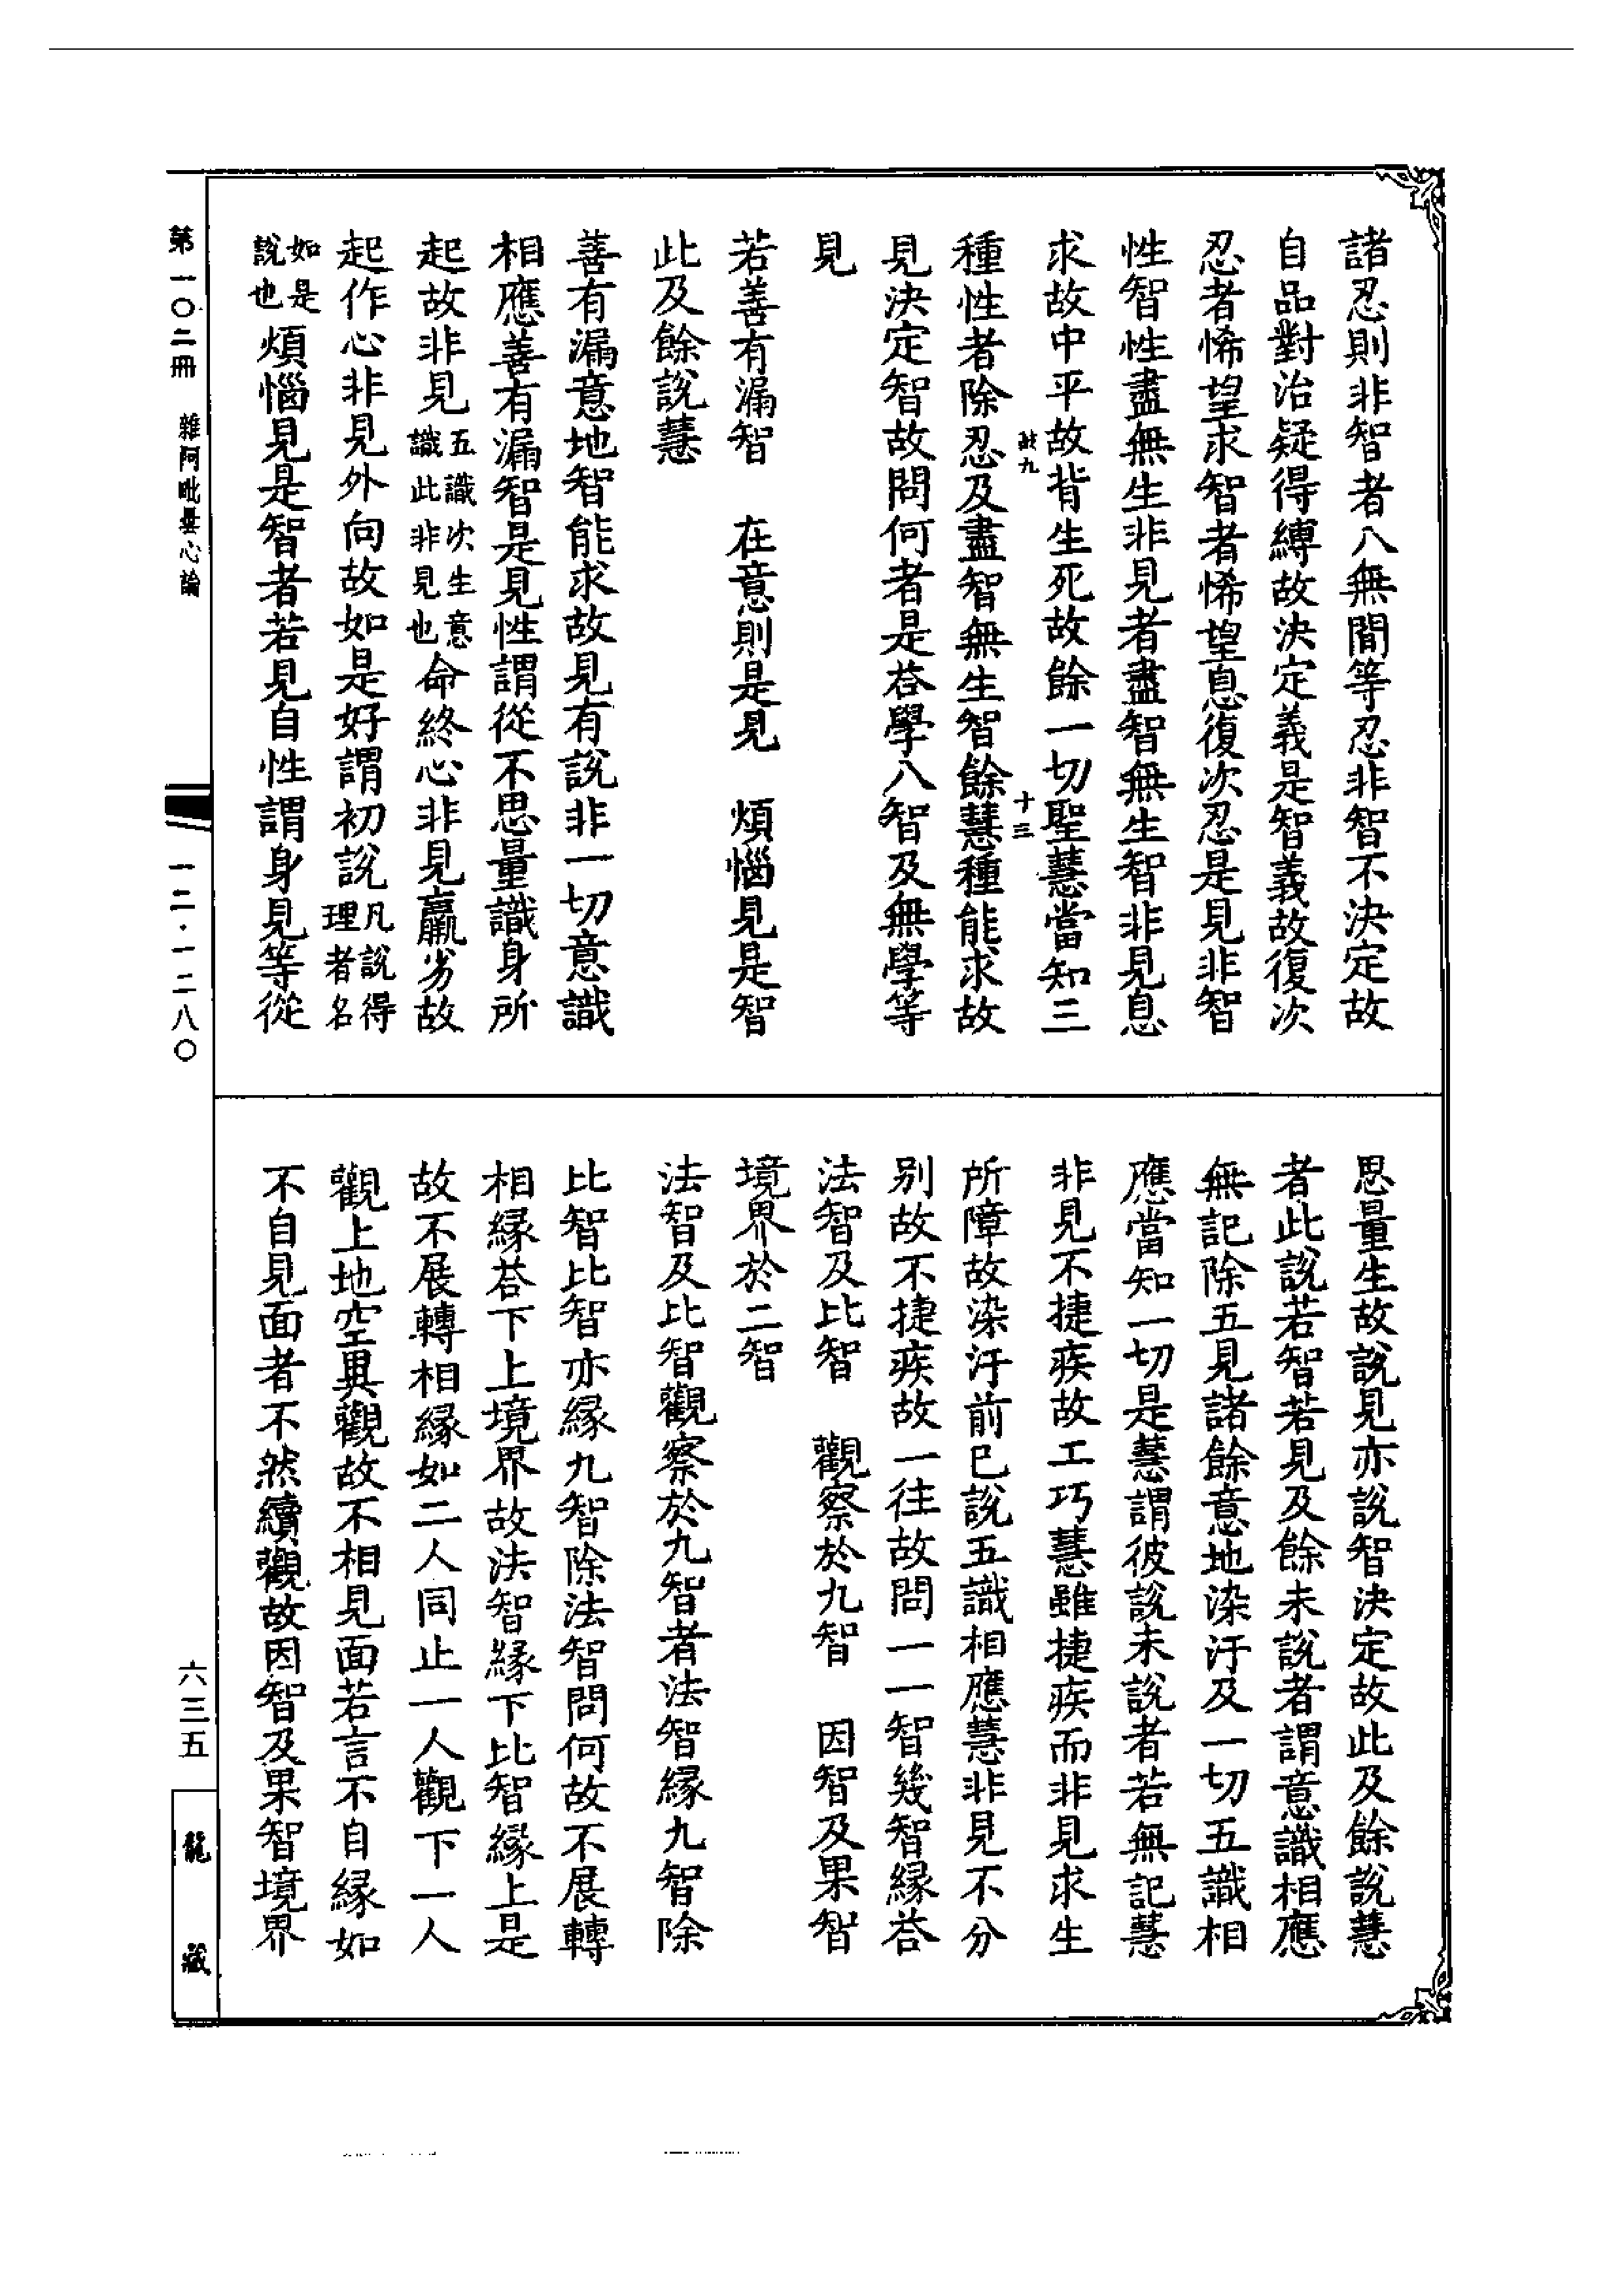 諸忍則非智者八無間等忍非智不決定故
自品對治疑得縛故決定義是智義故復次
忍者悕望求智者悕望息復次忍是見非智
性智性盡無生非見者盡智無生智非見息
求故中平故背生死故餘一切聖慧當知三
十三
種性者除忍及盡智無生智餘慧種能求故
見決定智故問何者是荅學八智及無學等
見
若善有漏智　在意則是見　煩惱見是智
此及餘說慧
善有漏意地智能求故見有說非一切意識
相應善有漏智是見性謂從不思量識身所
起故非見五識次生意識此非見也命終心非見羸劣故
起作心非見外向故如是好謂初說凡說得理者名
如是說也煩惱見是智者若見自性謂身見等從
思量生故說見亦說智決定故此及餘說慧
者此說若智若見及餘未說者謂意識相應
無記除五見諸餘意地染汙及一切五識相
應當知一切是慧謂彼說未說者若無記慧
非見不捷疾故工巧慧雖捷疾而非見求生
所障故染汙前已說五識相應慧非見不分
別故不捷疾故一往故問一一智幾智緣荅
法智及比智　觀察於九智　因智及果智
境界於二智
法智及比智觀察於九智者法智緣九智除
比智比智亦緣九智除法智問何故不展轉
相緣荅下上境界故法智緣下比智緣上是
故不展轉相緣如二人同止一人觀下一人
觀上地空異觀故不相見面若言不自緣如
不自見面者不然續觀故因智及果智境界
第一〇二冊　雜阿毗曇心論
一二·一二八〇
六三五
龍藏